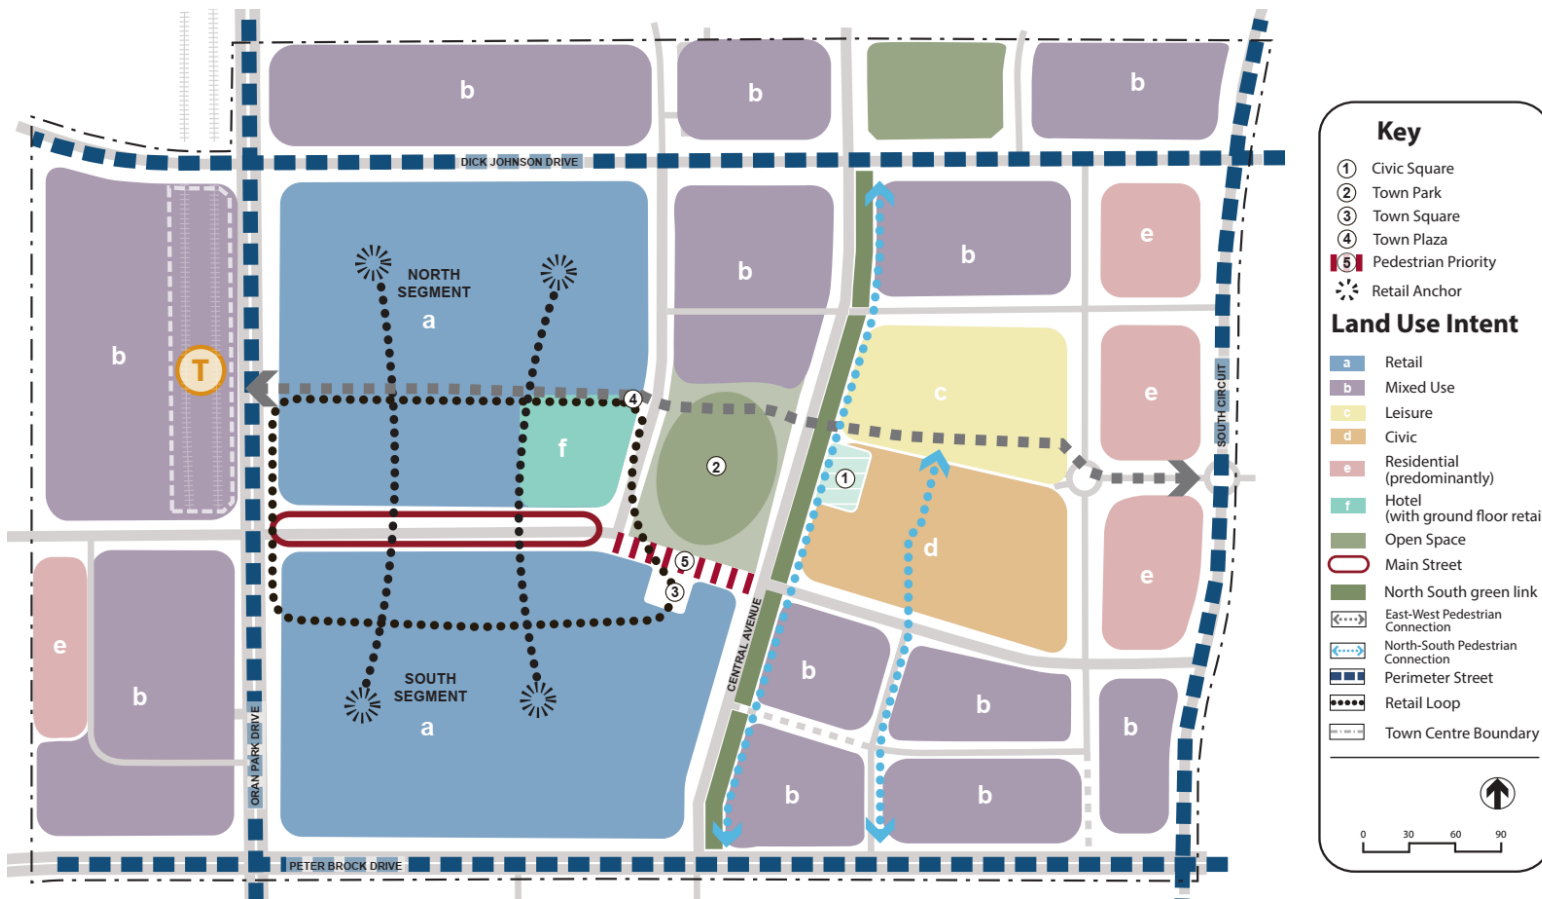 b
b
b
DICK JOHNSON DRIVE
NORTH
SEGMENT
a
b
b
e
b
T
c
e
SOUTH CIRCUIT
4
f
2
1
d
5
3
e
e
b
SOUTH
SEGMENT
a
CENTRAL AVENUE
ORAN PARK DRIVE
b
b
b
b
b
PETER BROCK DRIVE
Key
1 Civic Square
2 Town Park
3 Town Square
4 Town Plaza
5 Pedestrian Priority
Retail Anchor
Land Use Intent
a Retail
b Mixed Use
c Leisure
d Civic
e Residential
(predominantly)
f Hotel
(with ground floor retai
Open Space
Main Street
North South green link
East-West Pedestrian
Connection
North-South Pedestrian
Connection
Perimeter Street
Retail Loop
Town Centre Boundary
0 30 60 90